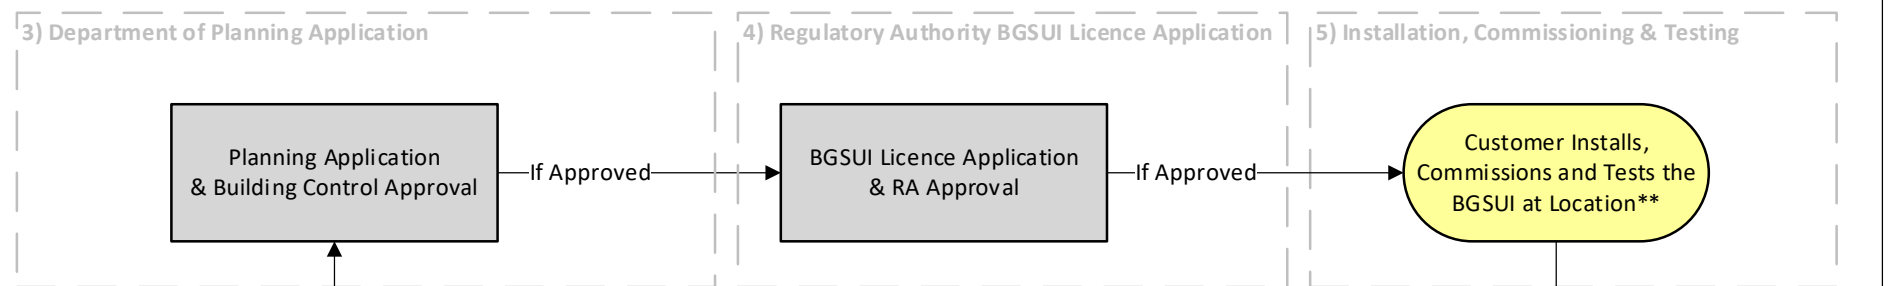 3) Department of Planning Application
4) Regulatory Authority BGSUI Licence Application
5) Installation, Commissioning & Testing
Planning Application
& Building Control Approval
If Approved
BGSUI Licence Application
& RA Approval
If Approved
Customer Installs,
Commissions and Tests the
BGSUI at Location**